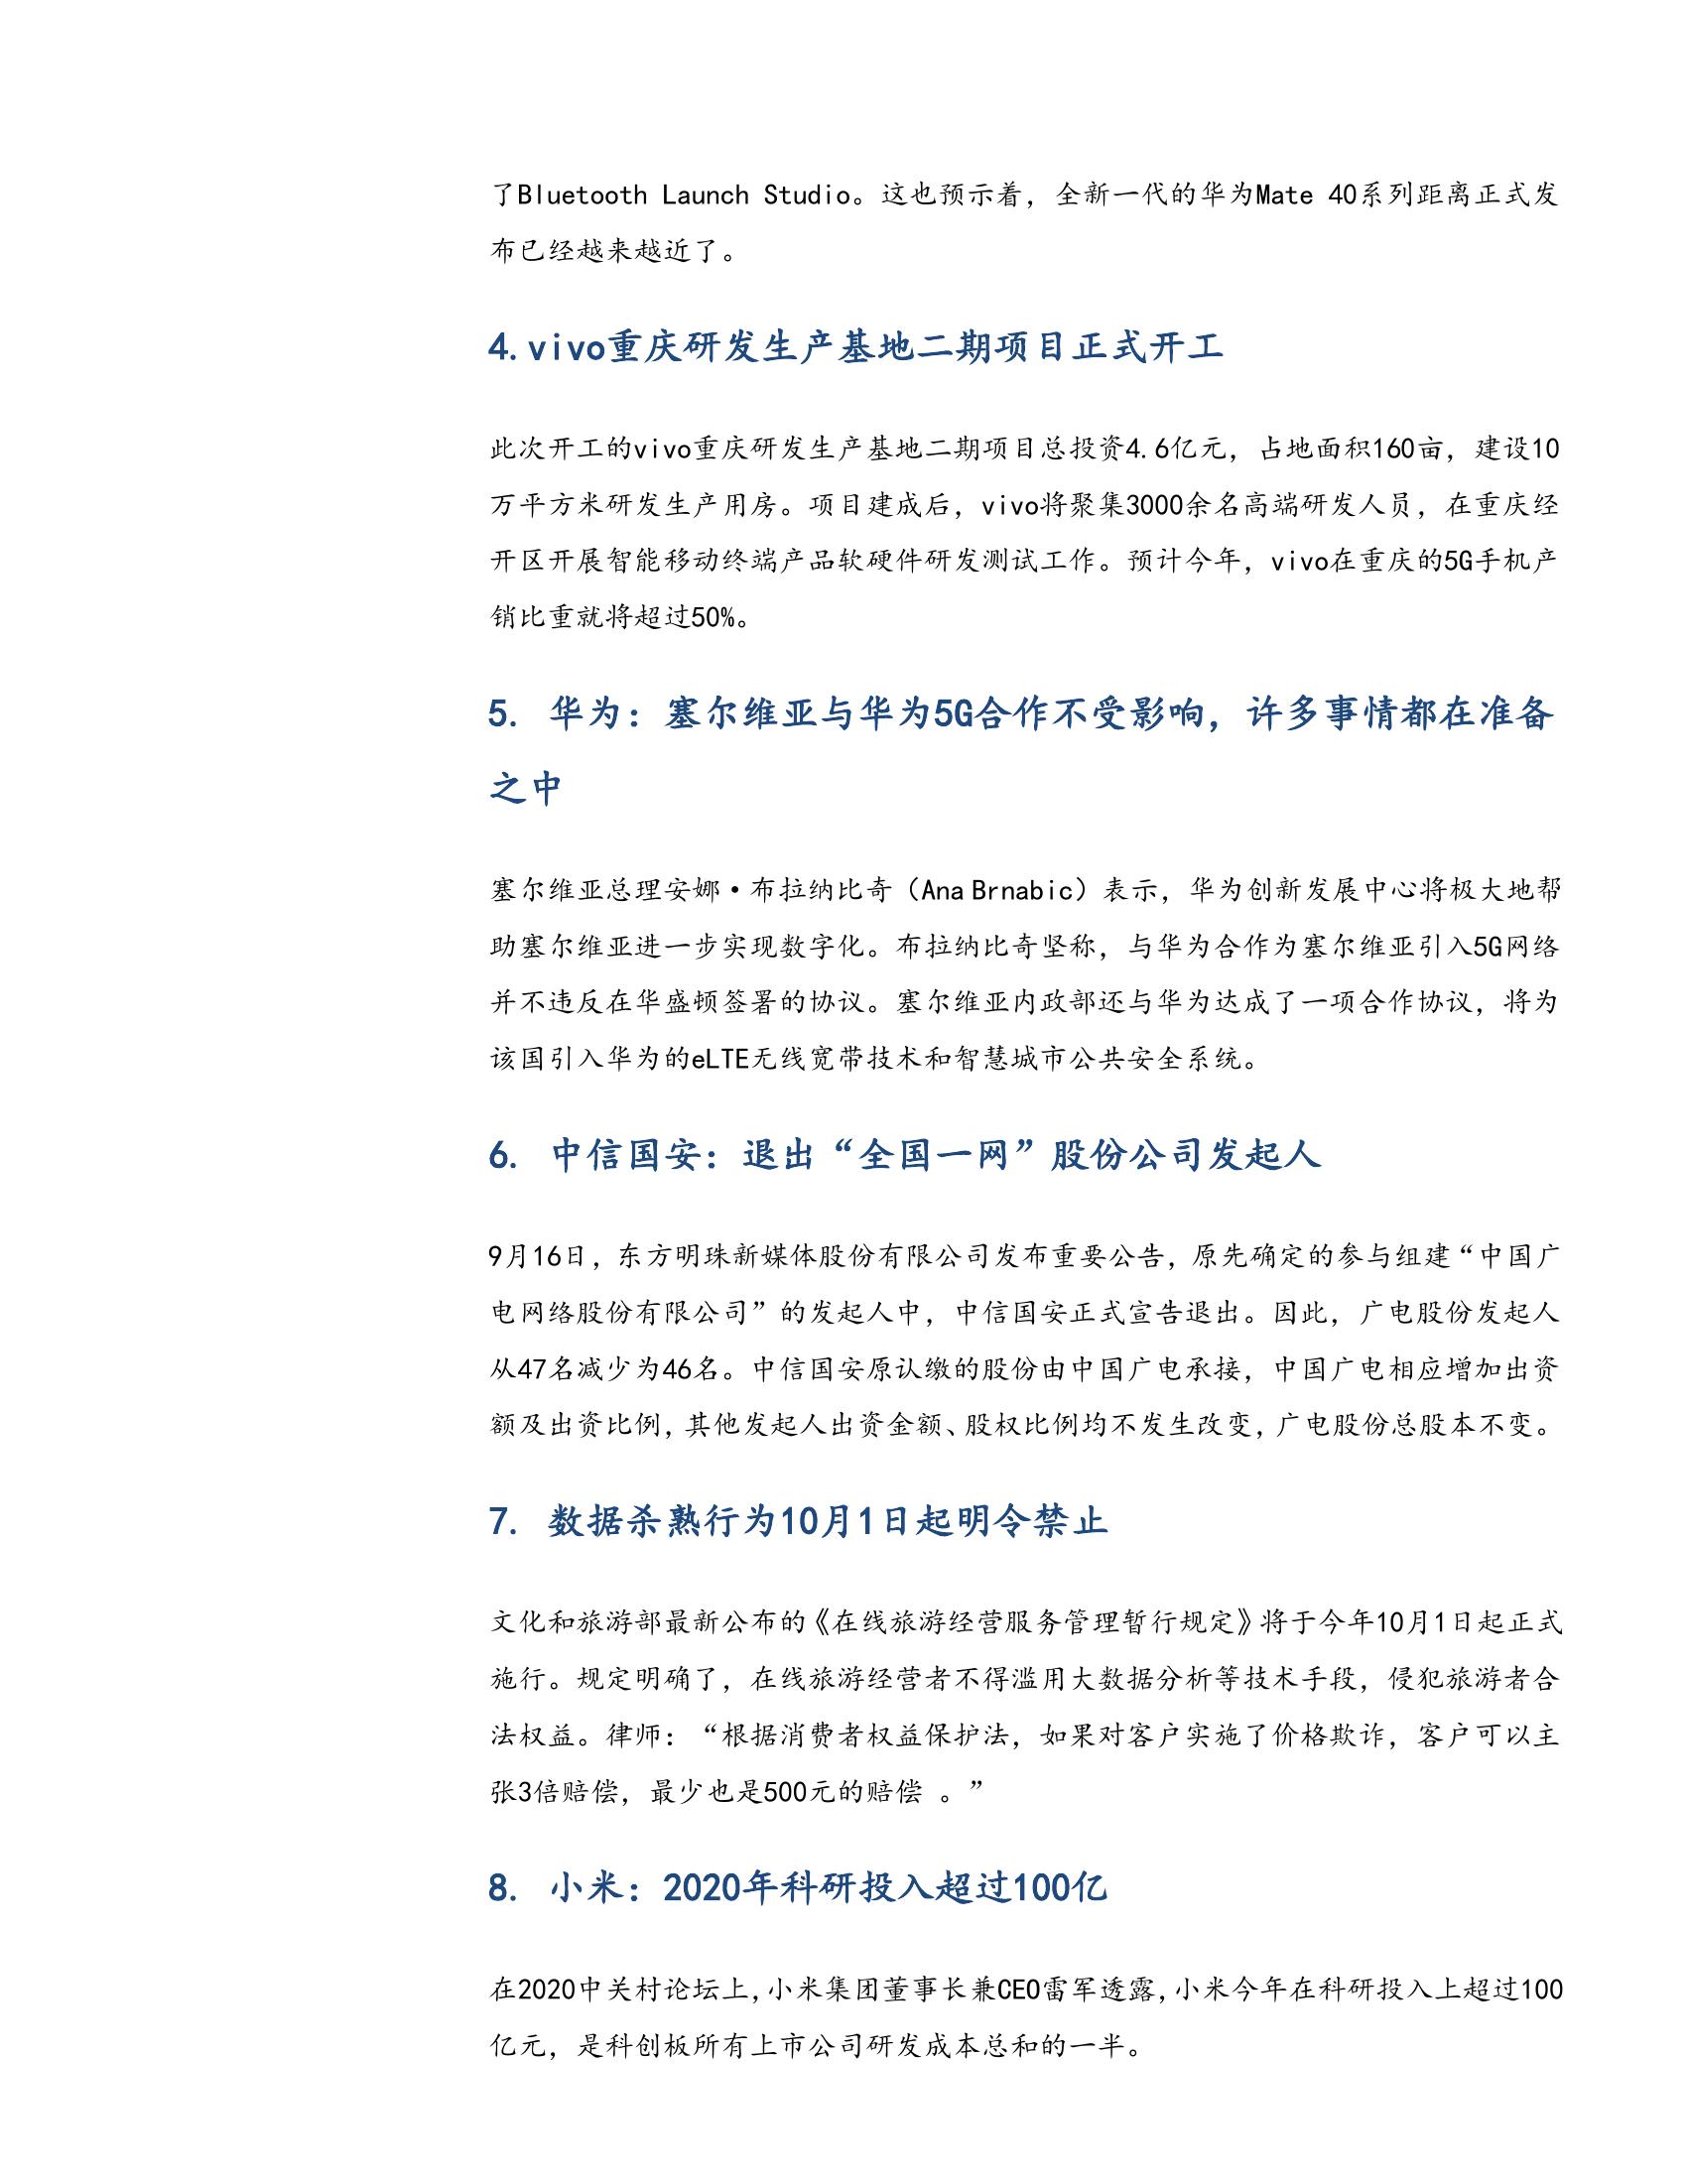 了Bluetooth Launch Studio。这也预示着，全新一代的华为Mate 40系列距离正式发
布已经越来越近了。
4.vivo重庆研发生产基地二期项目正式开工
此次开工的vivo重庆研发生产基地二期项目总投资4.6亿元，占地面积160亩，建设10
万平方米研发生产用房。项目建成后，vivo将聚集3000余名高端研发人员，在重庆经
开区开展智能移动终端产品软硬件研发测试工作。预计今年，vivo在重庆的5G手机产
销比重就将超过50%。
5. 华为：塞尔维亚与华为5G合作不受影响，许多事情都在准备
之中
塞尔维亚总理安娜·布拉纳比奇（Ana Brnabic）表示，华为创新发展中心将极大地帮
助塞尔维亚进一步实现数字化。布拉纳比奇坚称，与华为合作为塞尔维亚引入5G网络
并不违反在华盛顿签署的协议。塞尔维亚内政部还与华为达成了一项合作协议，将为
该国引入华为的eLTE无线宽带技术和智慧城市公共安全系统。
6. 中信国安：退出“全国一网”股份公司发起人
9月16日，东方明珠新媒体股份有限公司发布重要公告，原先确定的参与组建“中国广
电网络股份有限公司”的发起人中，中信国安正式宣告退出。因此，广电股份发起人
从47名减少为46名。中信国安原认缴的股份由中国广电承接，中国广电相应增加出资
额及出资比例，其他发起人出资金额、股权比例均不发生改变，广电股份总股本不变。
7. 数据杀熟行为10月1日起明令禁止
文化和旅游部最新公布的《在线旅游经营服务管理暂行规定》将于今年10月1日起正式
施行。规定明确了，在线旅游经营者不得滥用大数据分析等技术手段，侵犯旅游者合
法权益。律师：“根据消费者权益保护法，如果对客户实施了价格欺诈，客户可以主
张3倍赔偿，最少也是500元的赔偿 。”
8. 小米：2020年科研投入超过100亿
在2020中关村论坛上,小米集团董事长兼CEO雷军透露,小米今年在科研投入上超过100
亿元，是科创板所有上市公司研发成本总和的一半。